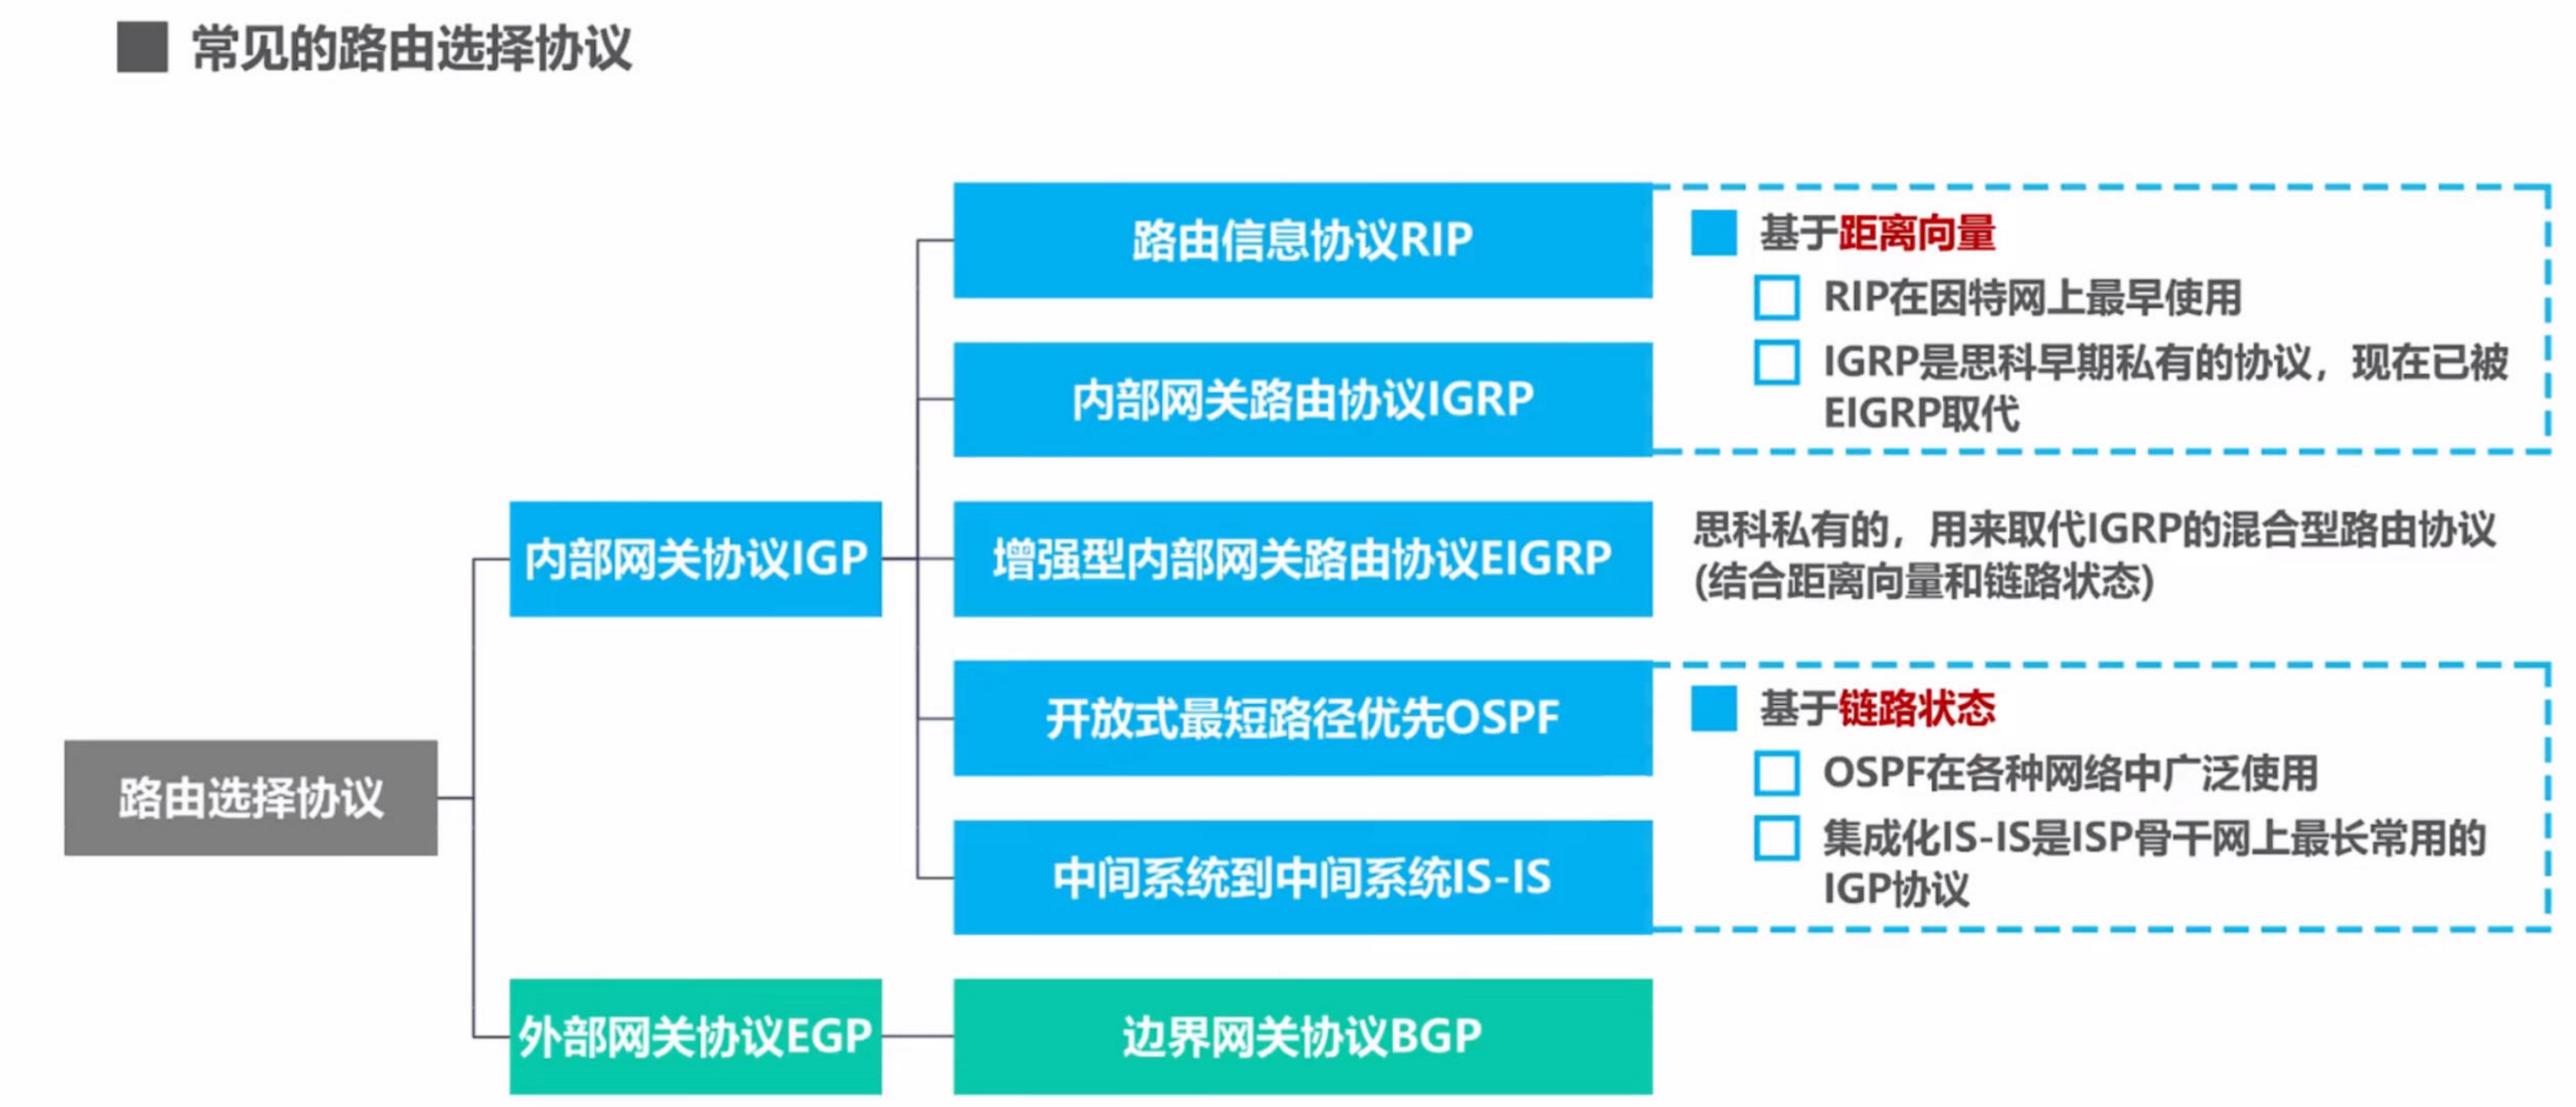 常见的路由选择协议
路由信息协议RIP
基于距离向量
RIP在因特网上最早使用
内部网关路由协议IGRP
IGRP是思科早期私有的协议，现在已被
EIGRP取代
内部网关协议IGP
增强型内部网关路由协议EIGRP
思科私有的，用来取代IGRP的混合型路由协议
(结合距离向量和链路状态)
开放式最短路径优先OSPF
基于链路状态
OSPF在各种网络中广泛使用
路由选择协议
中间系统到中间系统IS-IS
集成化IS-IS是ISP骨干网上最长常用的
IGP协议
外部网关协议EGP
边界网关协议BGP